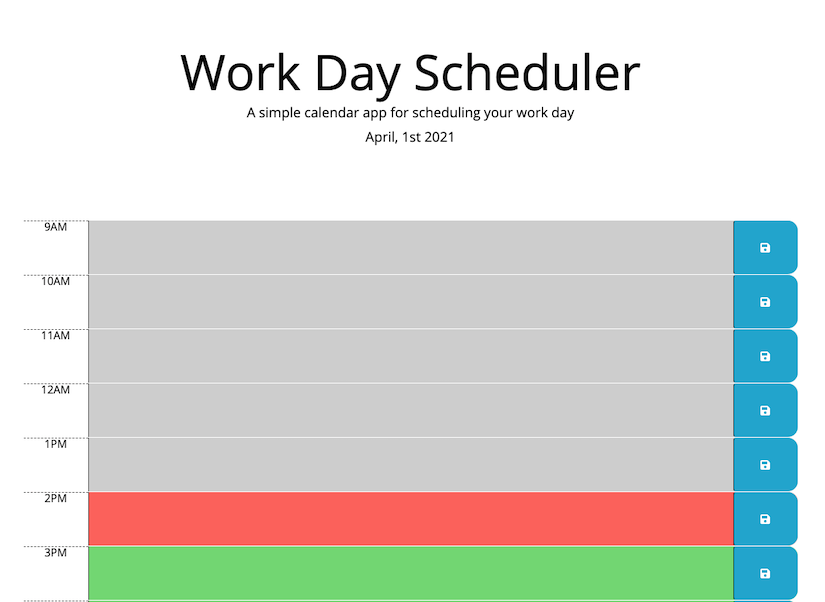 Work Day Scheduler
A simple calendar app for scheduling your work day
April, 1st 2021
9AM
10AM
11AM
12AM
1PM
2PM
3PM